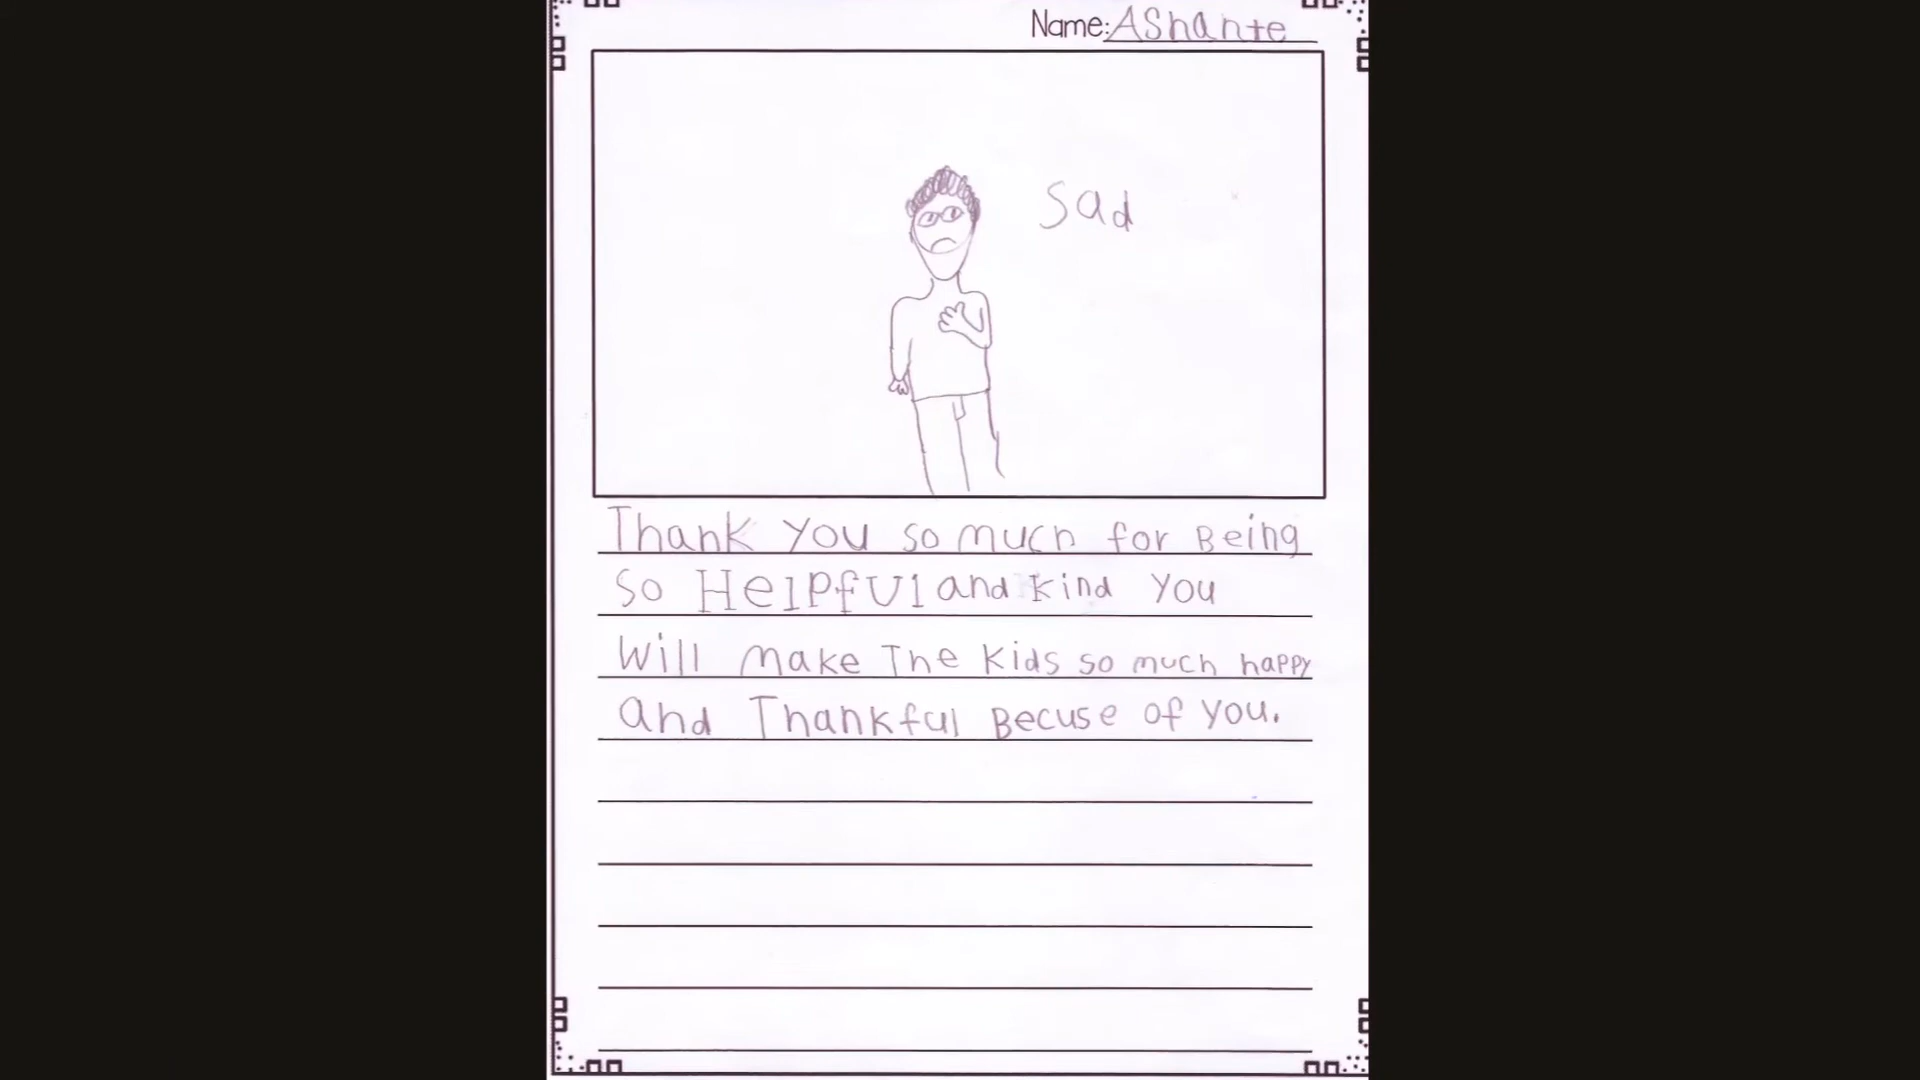 Name: AShante
Sad
Thank You so much for Being
So HelpfUl and kind You
Will make The Kids so much happy
and Thankful Becuse of You.